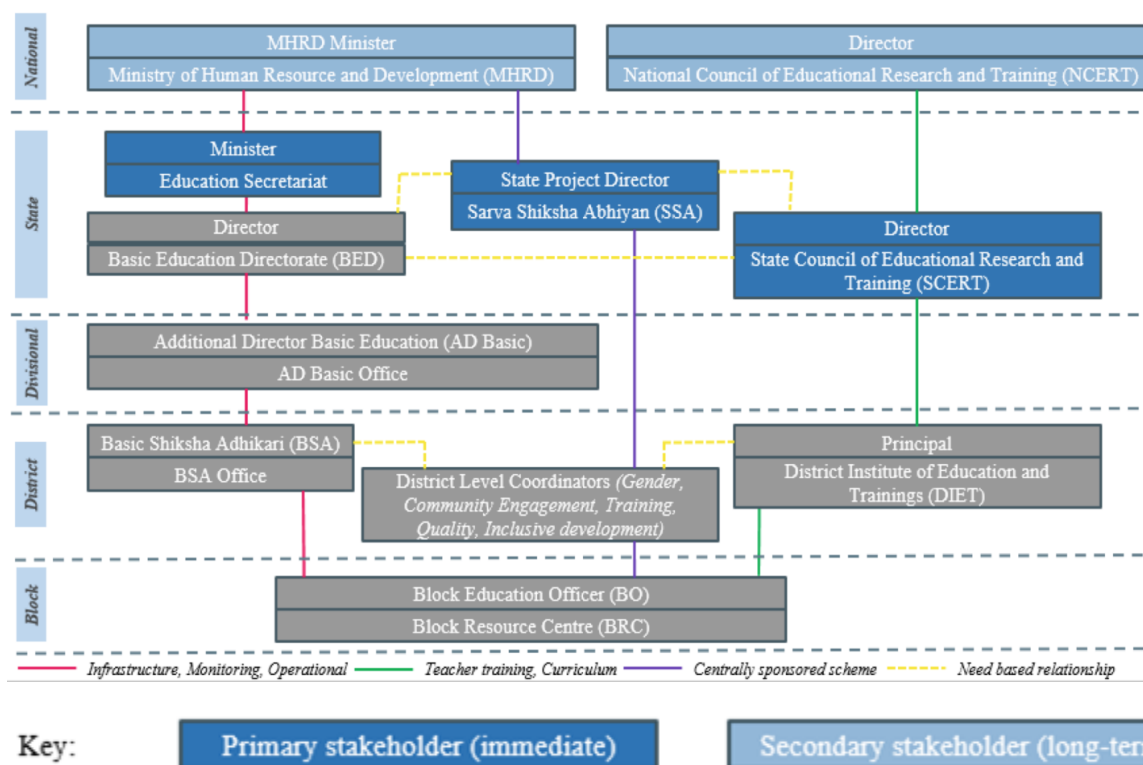 National
MHRD Minister
Ministry of Human Resource and Development (MHRD)
Director
National Council of Educational Research and Training (NCERT)
State
Minister
Education Secretariat
State Project Director
Sarva Shiksha Abhiyan (SSA)
Director
Basic Education Directorate (BED)
Director
State Council of Educational Research and
Training (SCERT)
Divisional
Additional Director Basic Education (AD Basic)
AD Basic Office
District
Basic Shiksha Adhikari (BSA)
BSA Office
District Level Coordinators (Gender,
Community Engagement, Training,
Quality, Inclusive development)
Principal
District Institute of Education and
Trainings (DIET)
Block
Block Education Officer (BO)
Block Resource Centre (BRC)
Infrastructure, Monitoring, Operational
Teacher training, Curriculum
Centrally sponsored scheme
Need based relationship
Key:
Primary stakeholder (immediate)
Secondary stakeholder (long-ter